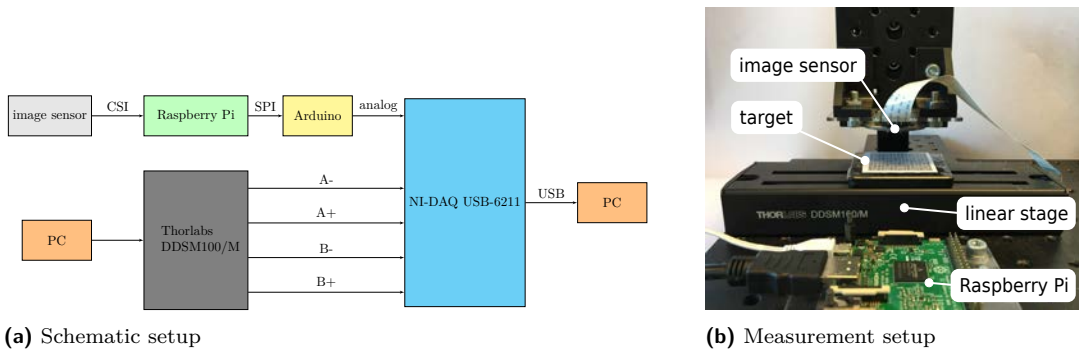 image sensor
CSI
Raspberry Pi
SPI
Arduino
analog
NI-DAQ USB-6211
USB
PC
PC
Thorlabs
DDSM100/M
A-
A+
B-
B+
(a) Schematic setup
image sensor
target
THORLABS DDSM100/M
linear stage
Raspberry Pi
(b) Measurement setup